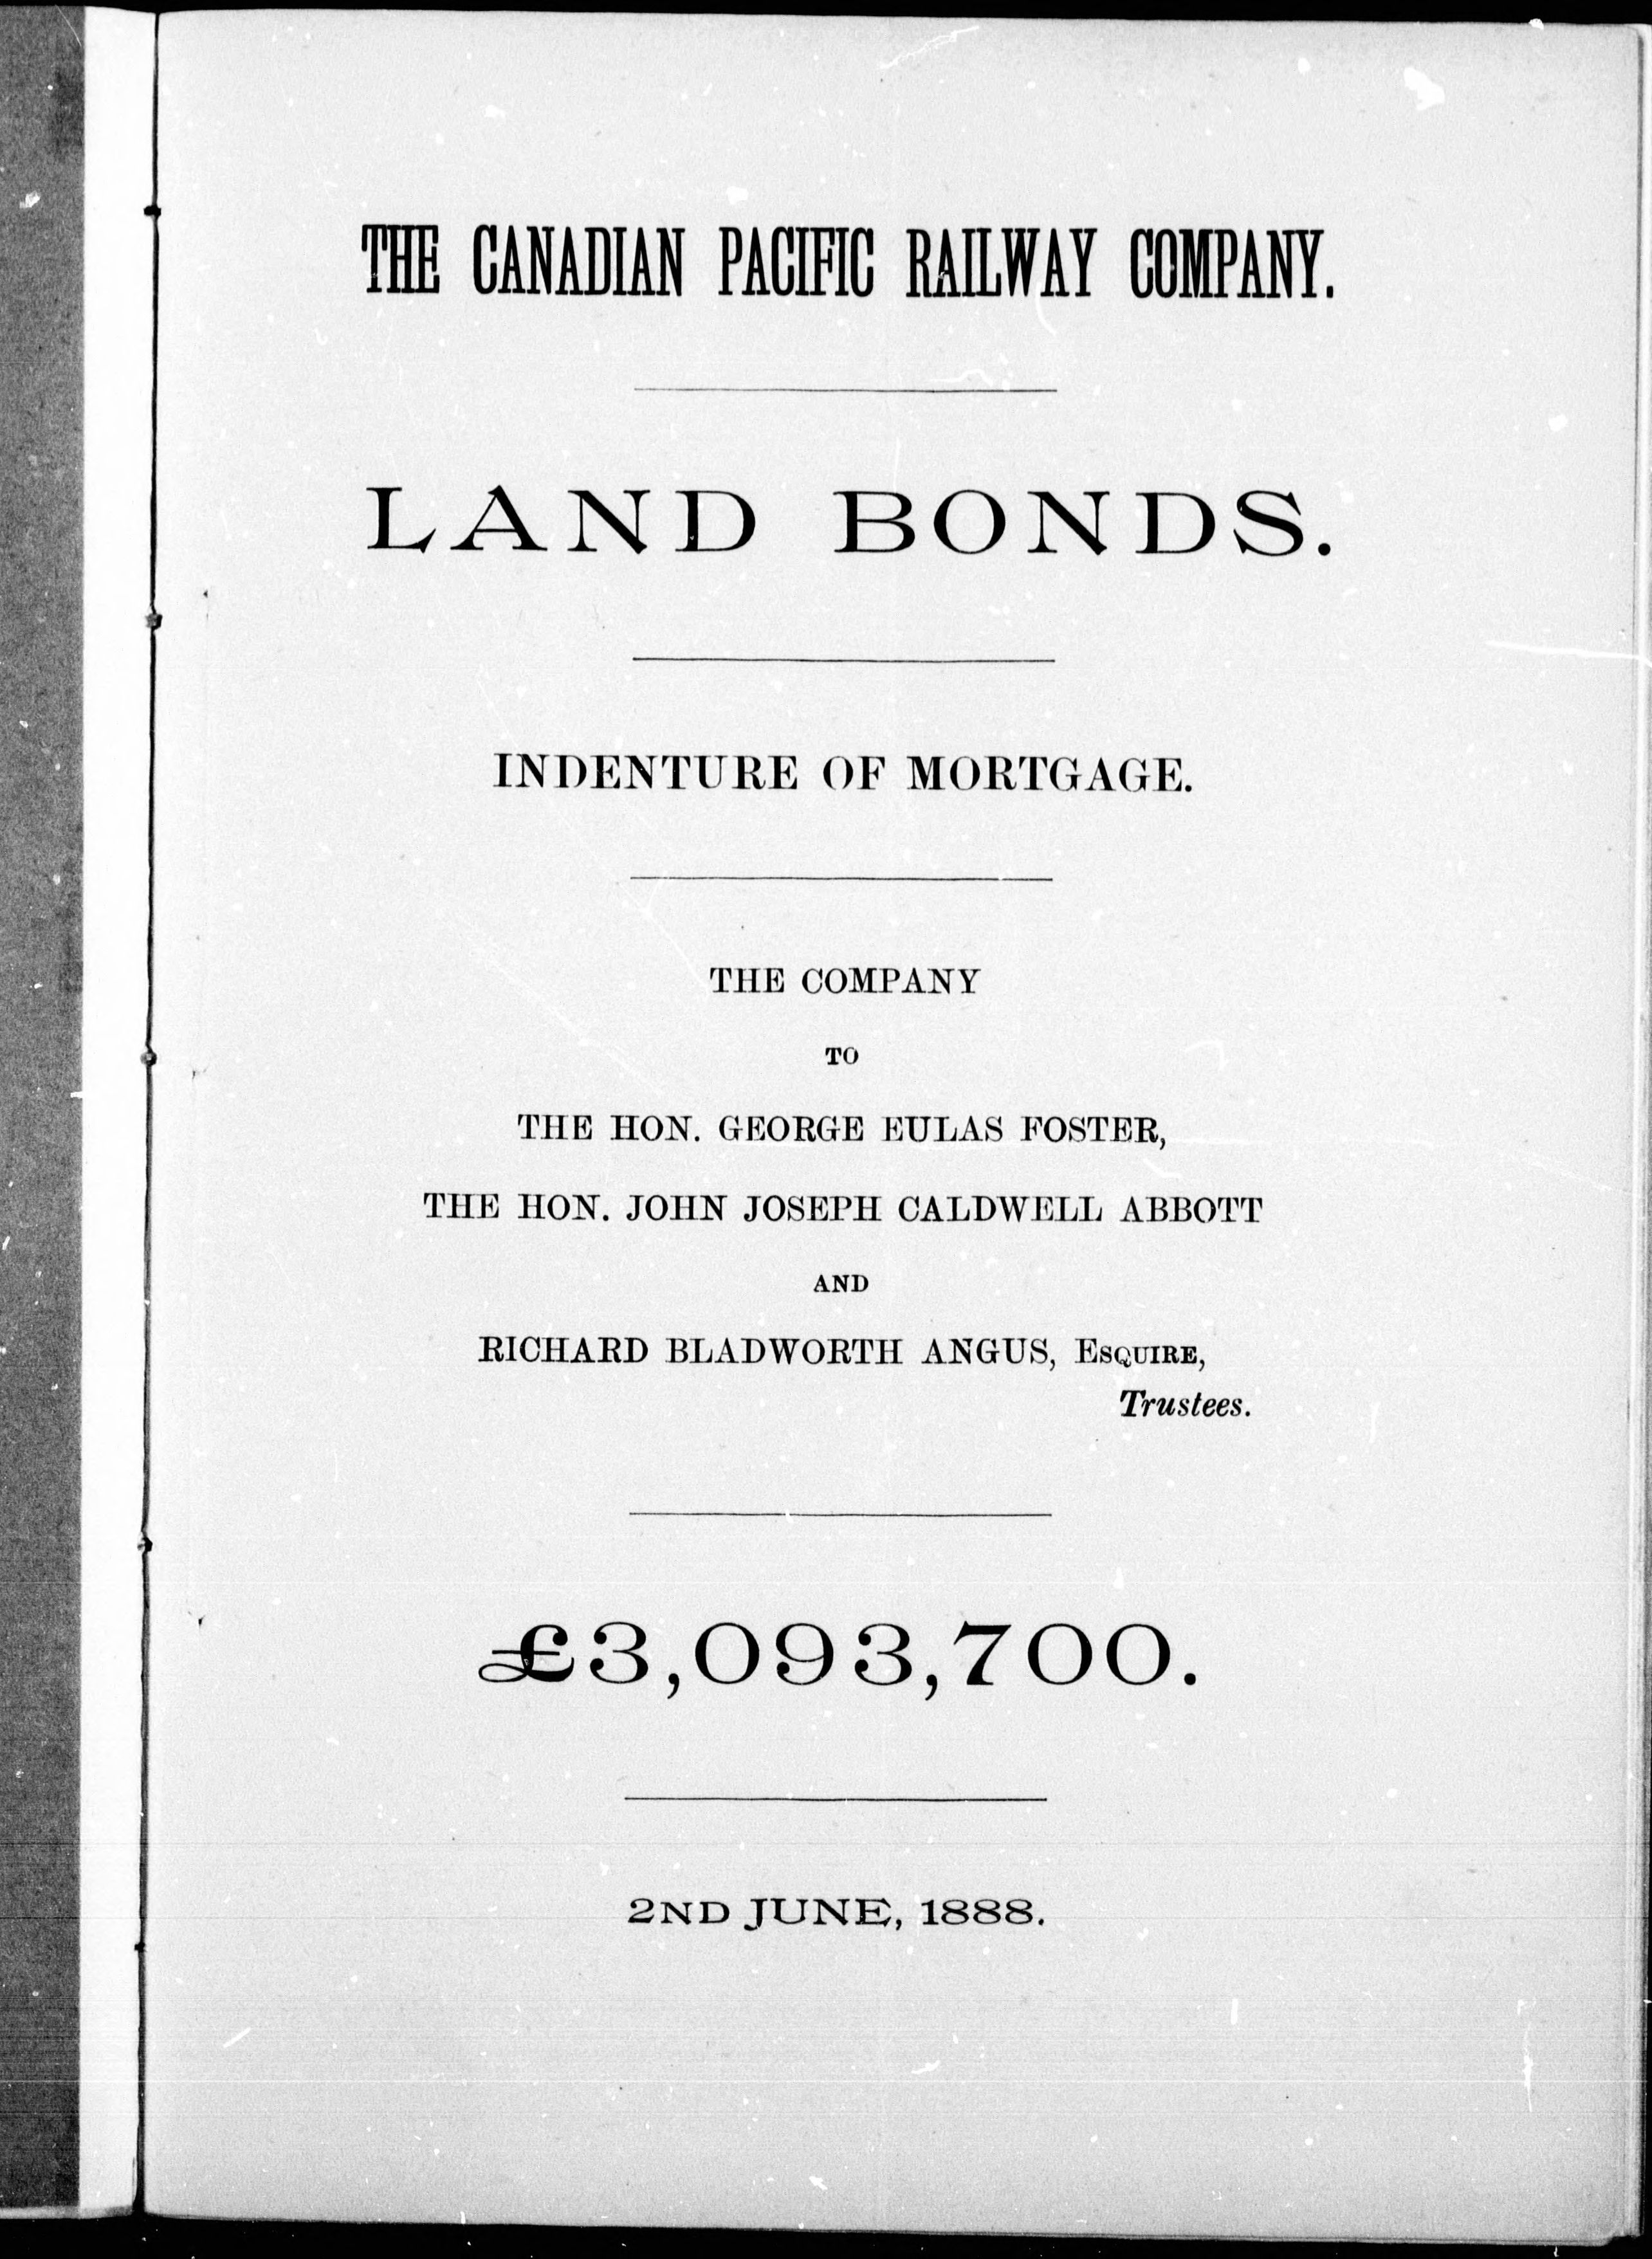 THE CANADIAN PACIFIC RAILWAY COMPANY.
LAND BONDS.
INDENTURE OF MORTGAGE.
THE COMPANY
TO
THE HON. GEORGE EULAS FOSTER,
THE HON. JOHN JOSEPH CALDWELL ABBOTT
AND
RICHARD BLADWORTH ANGUS, ESQUIRE,
Trustees.
£3,093,700.
2ND JUNE, 1888.